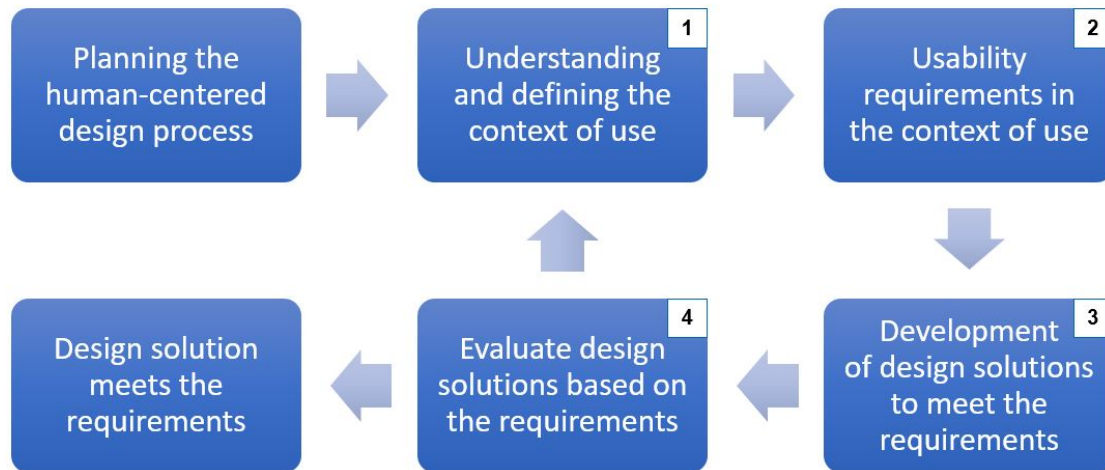 Planning the
human-centered
design process
1
Understanding
and defining the
context of use
2
Usability
requirements in
the context of use
3
Development
of design solutions
to meet the
requirements
4
Evaluate design
solutions based on
the requirements
Design solution
meets the
requirements